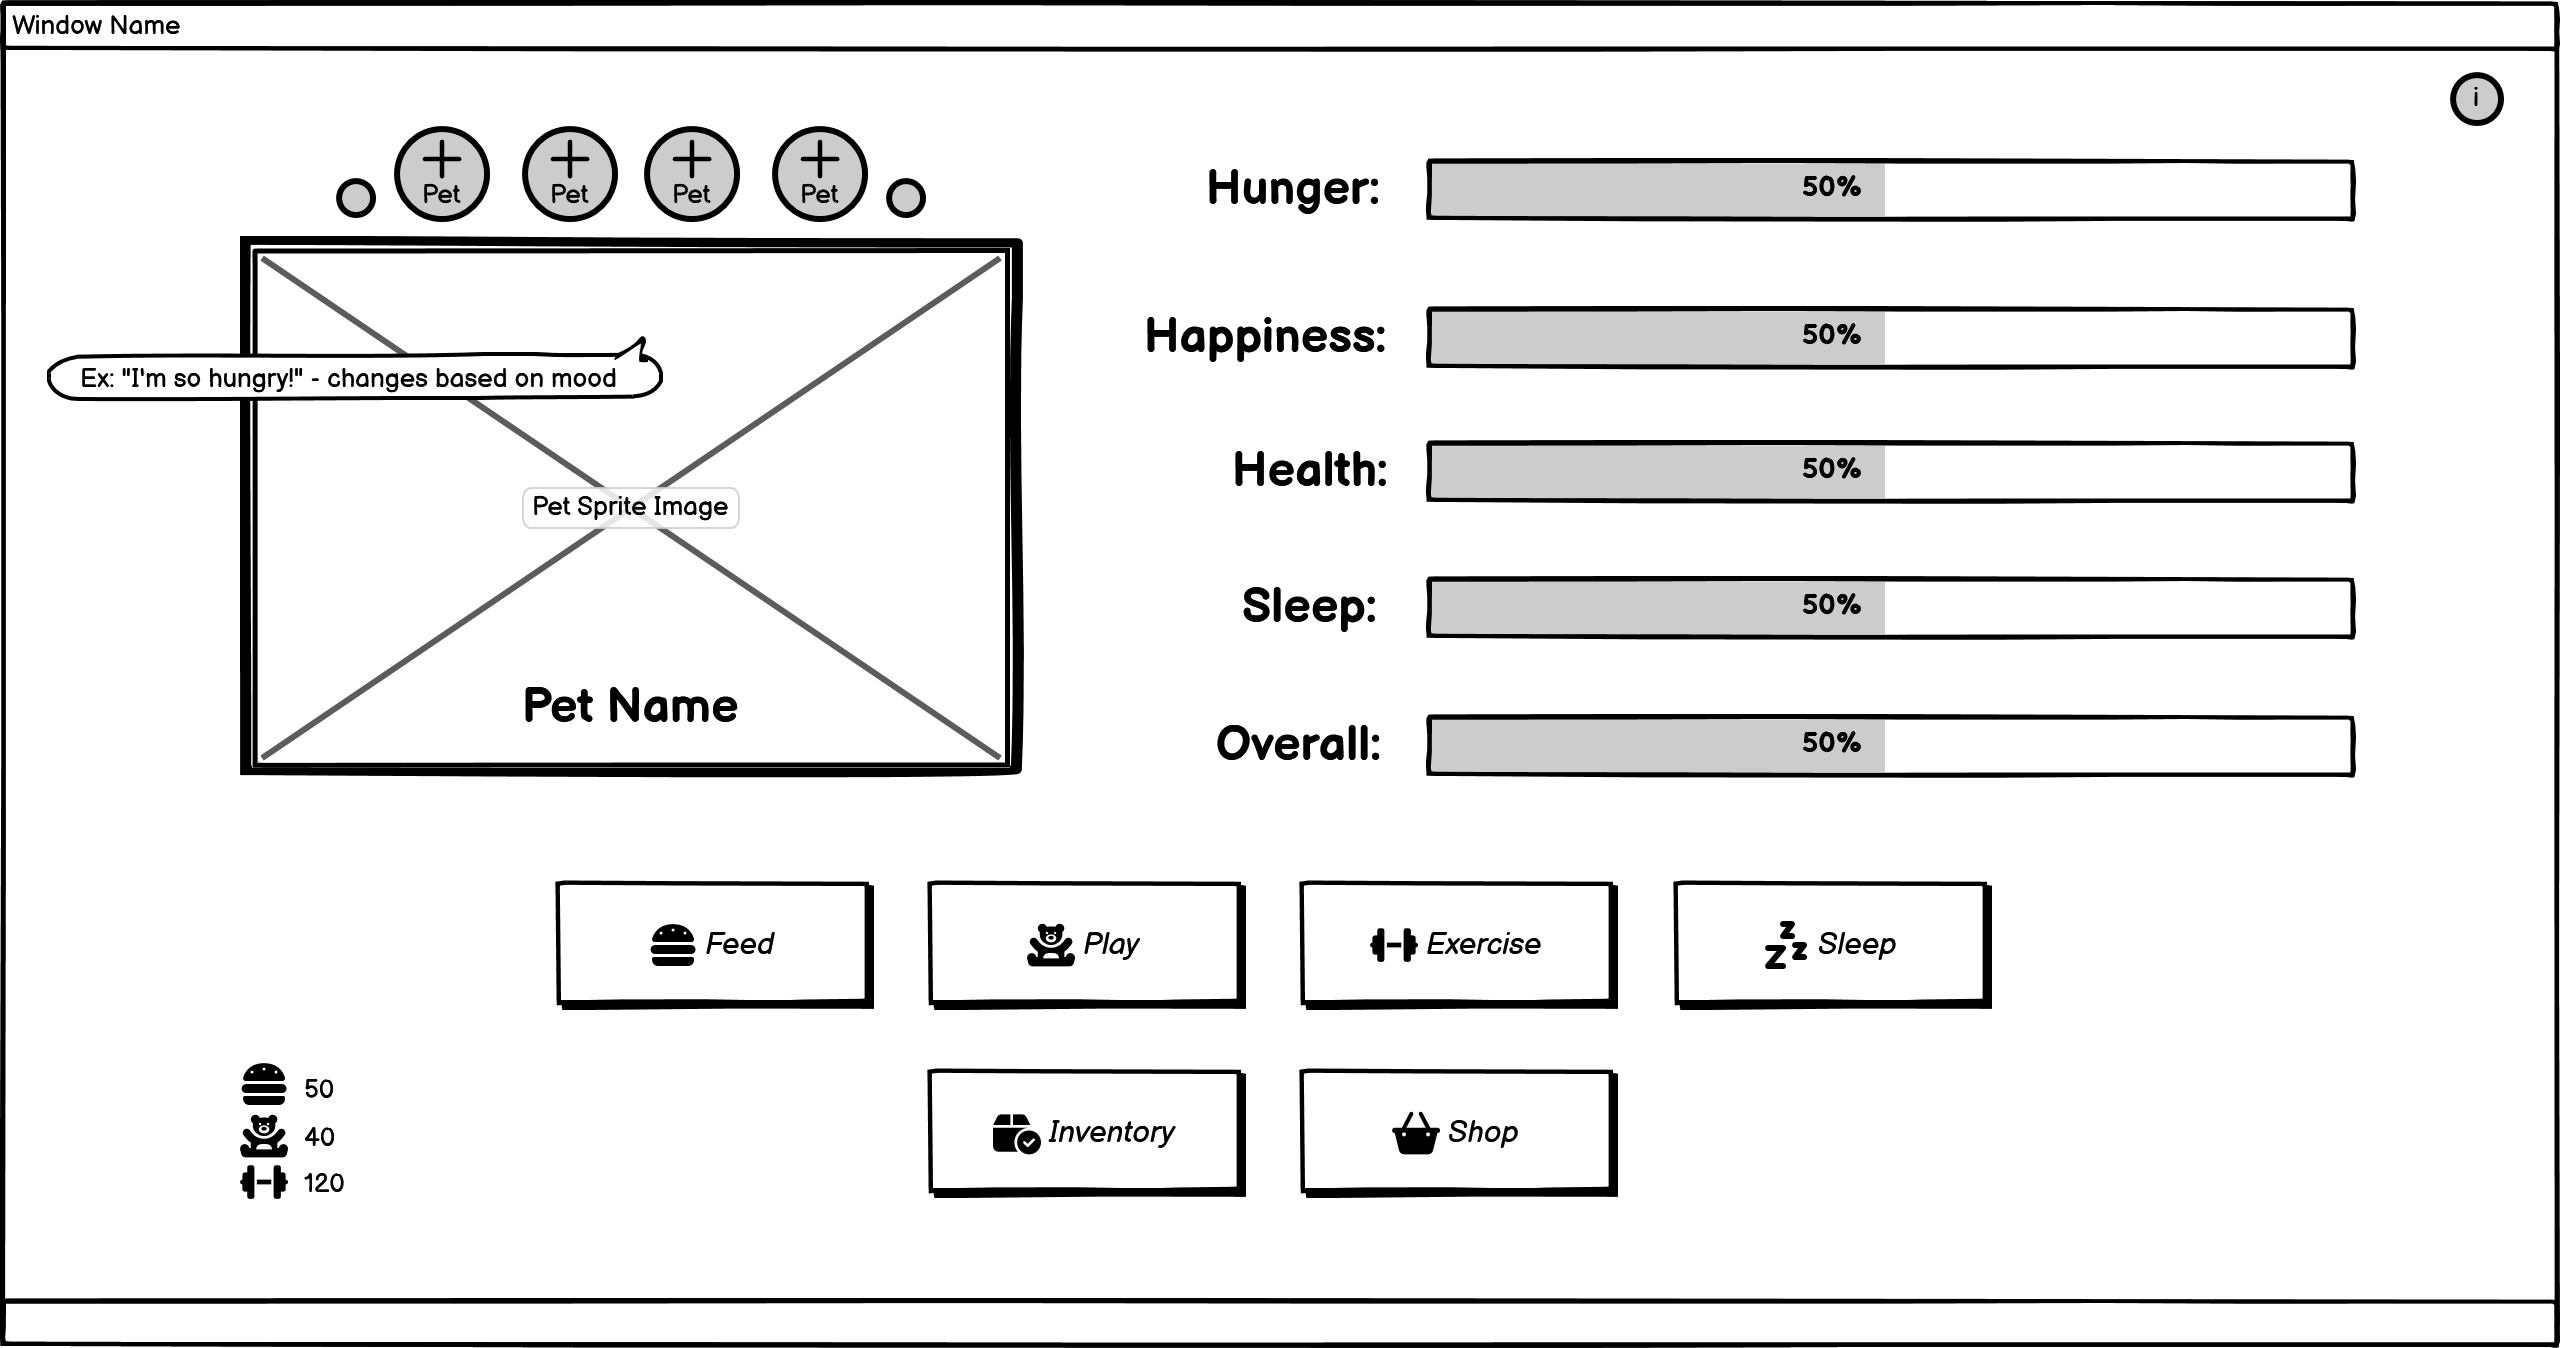 Window Name
i
Pet Pet Pet Pet
Hunger: 50%
Happiness: 50%
Ex: "I'm so hungry!" - changes based on mood
Health: 50%
Pet Sprite Image
Sleep: 50%
Pet Name
Overall: 50%
Feed Play Exercise Sleep
50
40
120
Inventory Shop